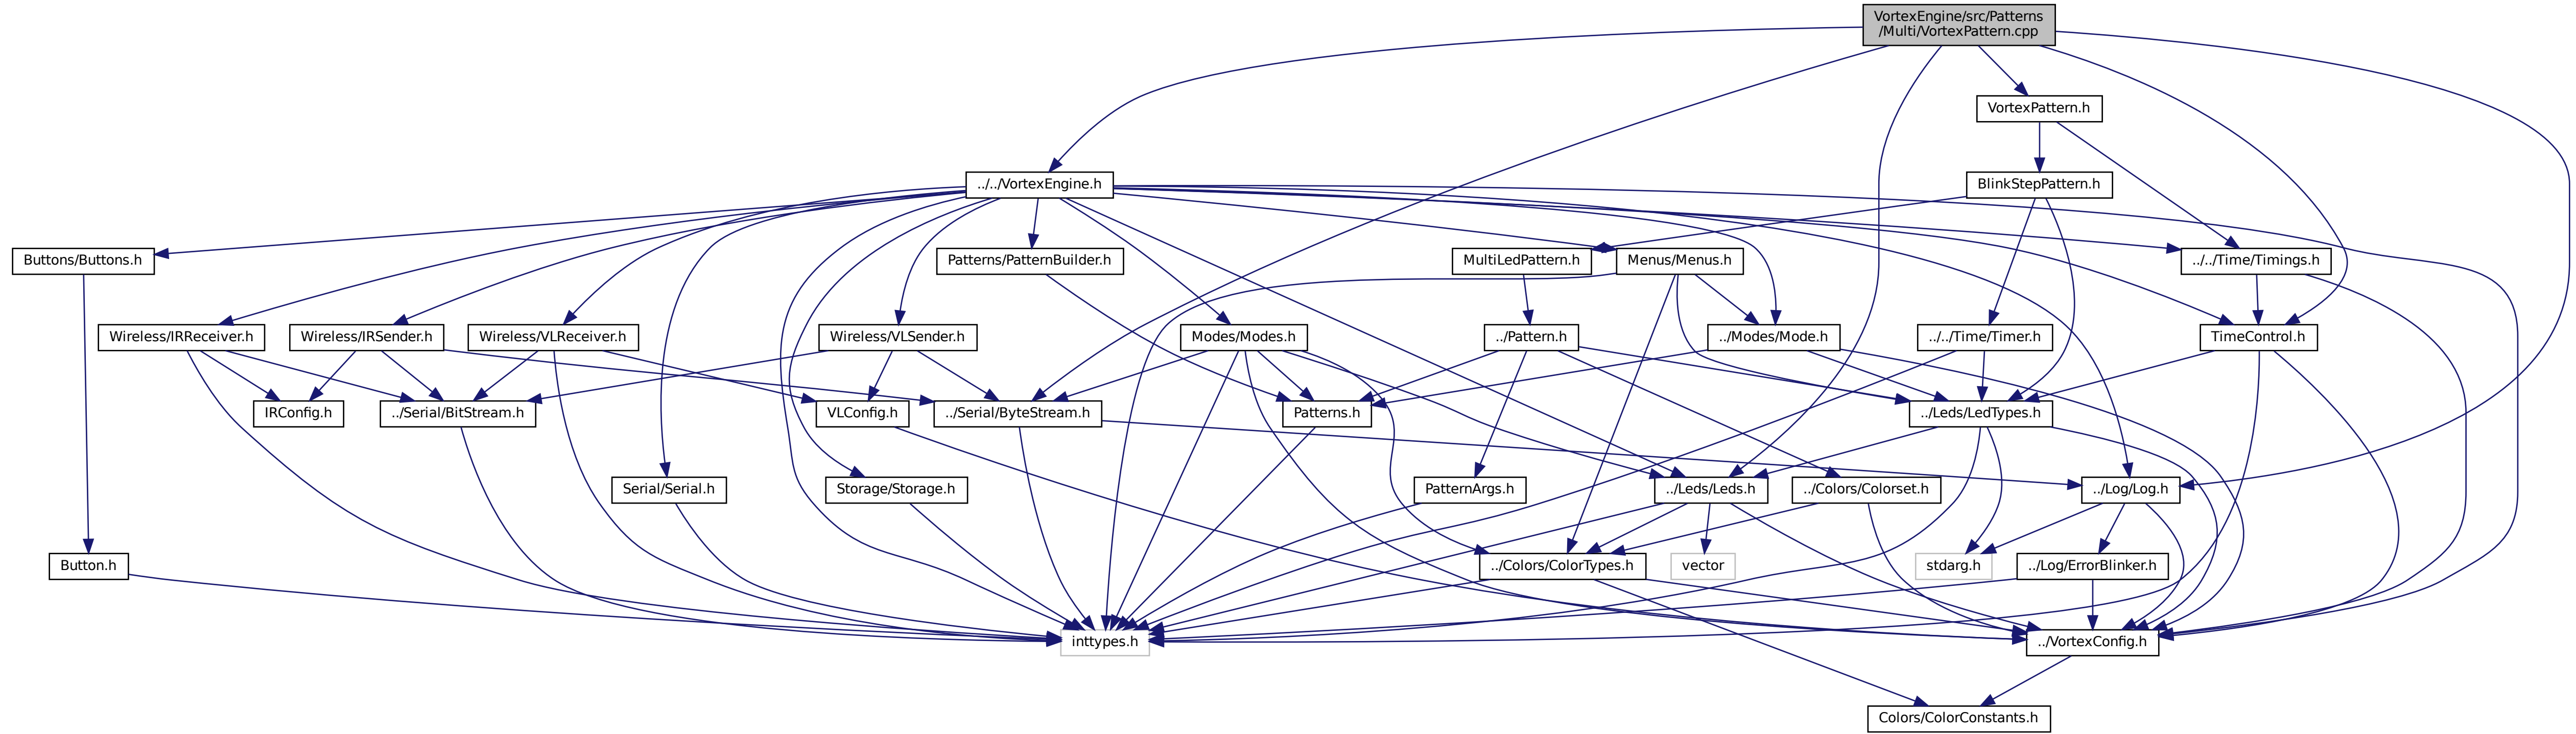 VortexEngine/src/Patterns
/Multi/VortexPattern.cpp
VortexPattern.h
../../VortexEngine.h
BlinkStepPattern.h
Buttons/Buttons.h
Patterns/PatternBuilder.h
MultiLedPattern.h
Menus/Menus.h
../../Time/Timings.h
Wireless/IRReceiver.h
Wireless/IRSender.h
Wireless/VLReceiver.h
Wireless/VLSender.h
Modes/Modes.h
../Pattern.h
../Modes/Mode.h
../../Time/Timer.h
TimeControl.h
IRConfig.h
../Serial/BitStream.h
VLConfig.h
../Serial/ByteStream.h
Patterns.h
../Leds/LedTypes.h
Serial/Serial.h
Storage/Storage.h
PatternArgs.h
../Leds/Leds.h
../Colors/Colorset.h
../Log/Log.h
Button.h
../Colors/ColorTypes.h
vector
stdarg.h
../Log/ErrorBlinker.h
inttypes.h
../VortexConfig.h
Colors/ColorConstants.h